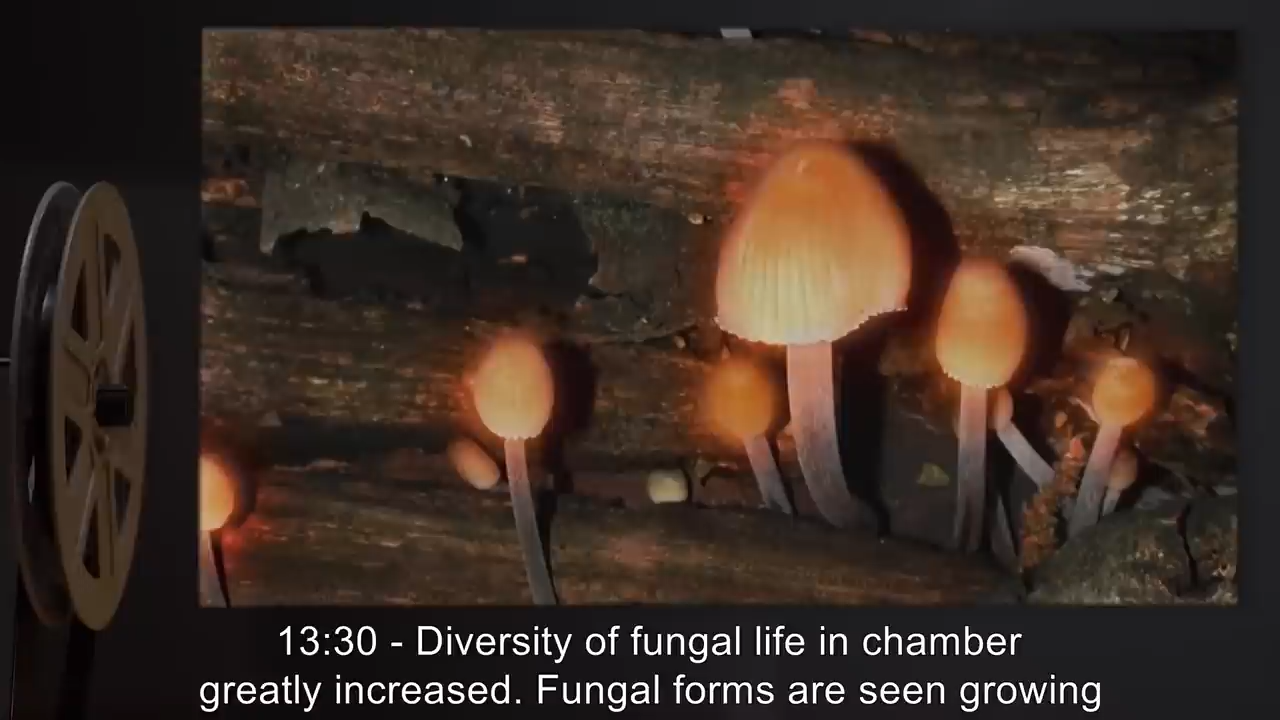 13:30 - Diversity of fungal life in chamber
greatly increased. Fungal forms are seen growing